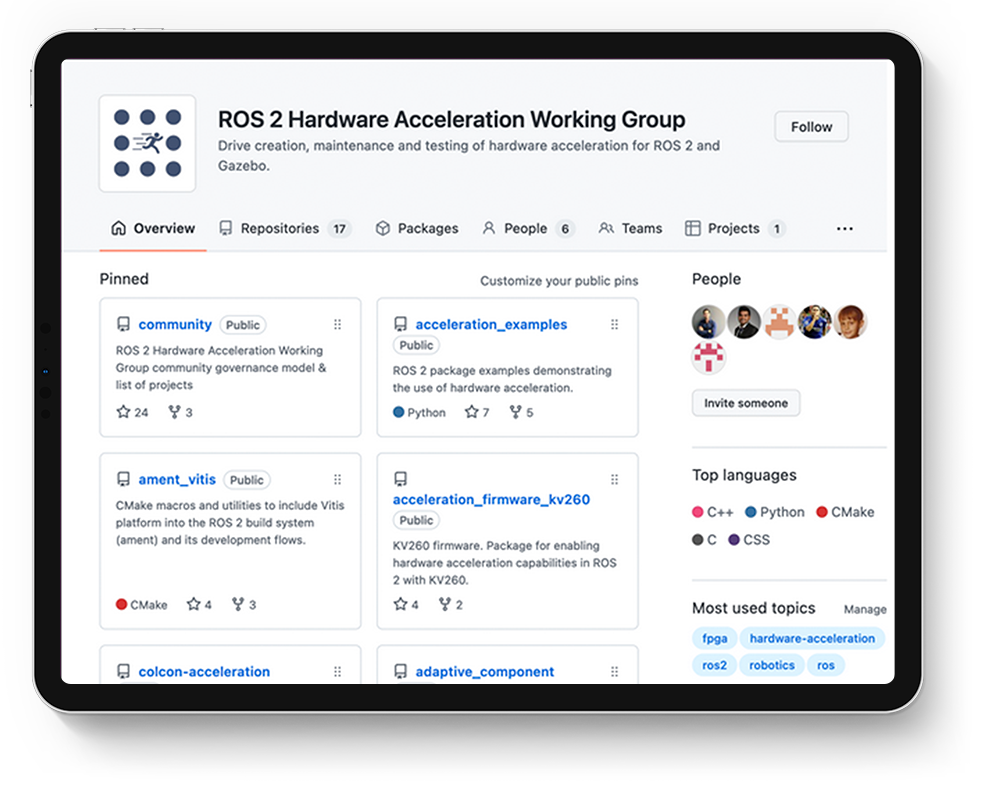 ROS 2 Hardware Acceleration Working Group
Drive creation, maintenance and testing of hardware acceleration for ROS 2 and
Gazebo.
Follow
Overview
Repositories 17
Packages
People 6
Teams
Projects 1
Pinned
Customize your public pins
community Public
ROS 2 Hardware Acceleration Working
Group community governance model &
list of projects
24 3
acceleration_examples
Public
ROS 2 package examples demonstrating
the use of hardware acceleration.
Python 7 5
ament_vitis Public
CMake macros and utilities to include Vitis
platform into the ROS 2 build system
(ament) and its development flows.
CMake 4 3
acceleration_firmware_kv260
Public
KV260 firmware. Package for enabling
hardware acceleration capabilities in ROS
2 with KV260.
4 2
colcon-acceleration
adaptive_component
People
Invite someone
Top languages
C++ Python CMake
C CSS
Most used topics Manage
fpga hardware-acceleration
ros2 robotics ros